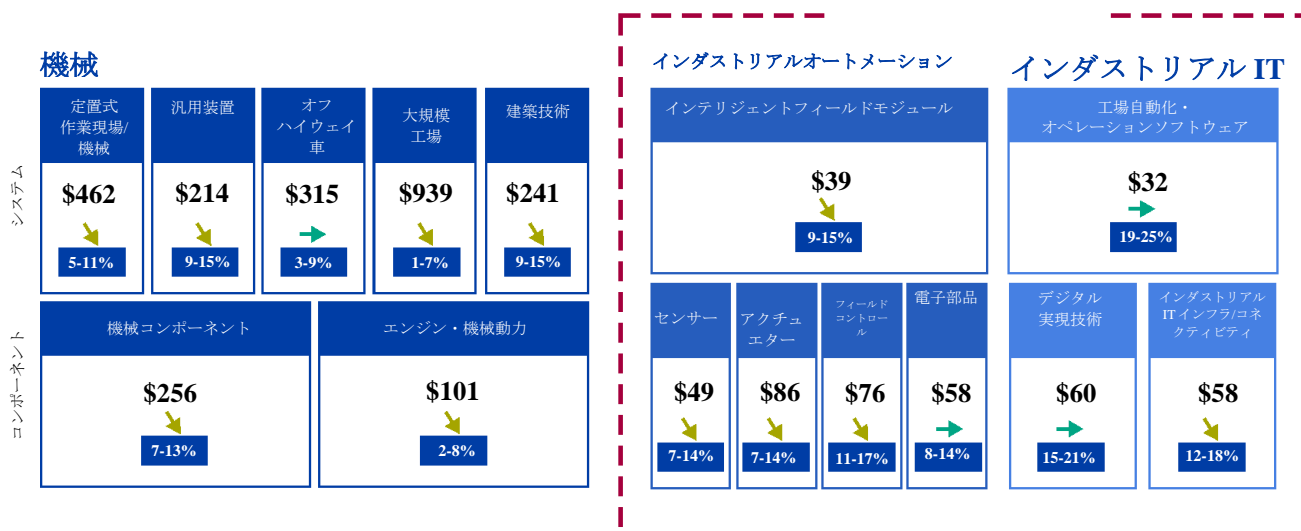 機械
インダストリアルオートメーション
インダストリアル IT
システム
定置式
作業現場/
機械
$462
5-11%
汎用装置
$214
9-15%
オフ
ハイウェイ
車
$315
3-9%
大規模
工場
$939
1-7%
建築技術
$241
9-15%
インテリジェントフィールドモジュール
$39
9-15%
工場自動化・
オペレーションソフトウェア
$32
19-25%
コンポーネント
機械コンポーネント
$256
7-13%
エンジン・機械動力
$101
2-8%
センサー
$49
7-14%
アクチュ
エター
$86
7-14%
フィールド
コントロー
ル
$76
11-17%
電子部品
$58
8-14%
デジタル
実現技術
$60
15-21%
インダストリアル
IT インフラ/コネ
クティビティ
$58
12-18%